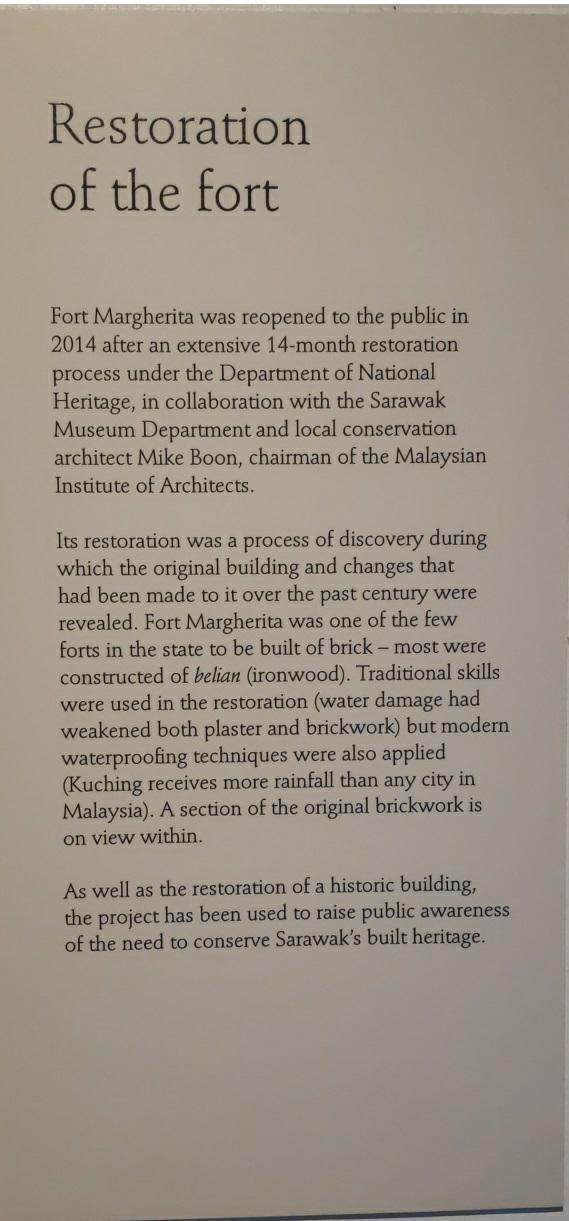 Restoration
of the fort
Fort Margherita was reopened to the public in
2014 after an extensive 14-month restoration
process under the Department of National
Heritage, in collaboration with the Sarawak
Museum Department and local conservation
architect Mike Boon, chairman of the Malaysian
Institute of Architects.
Its restoration was a process of discovery during
which the original building and changes that
had been made to it over the past century were
revealed. Fort Margherita was one of the few
forts in the state to be built of brick – most were
constructed of belian (ironwood). Traditional skills
were used in the restoration (water damage had
weakened both plaster and brickwork) but modern
waterproofing techniques were also applied
(Kuching receives more rainfall than any city in
Malaysia). A section of the original brickwork is
on view within.
As well as the restoration of a historic building,
the project has been used to raise public awareness
of the need to conserve Sarawak's built heritage.